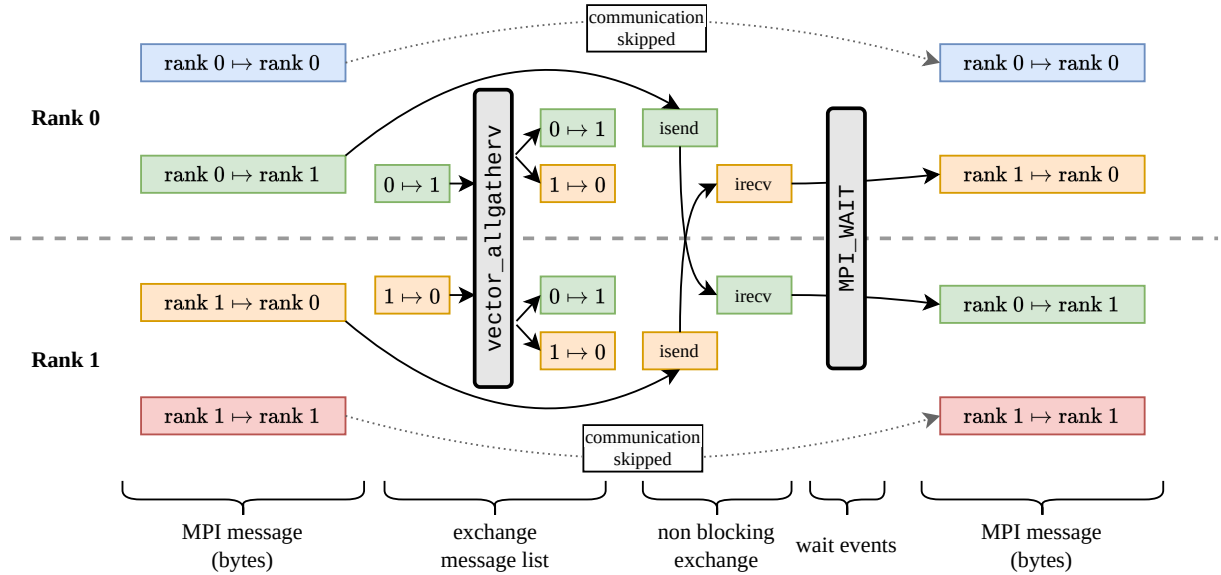 communication
skipped
rank 0 ↦ rank 0
rank 0 ↦ rank 0
Rank 0
0 ↦ 1
isend
rank 0 ↦ rank 1
0 ↦ 1
1 ↦ 0
irecv
rank 1 ↦ rank 0
vector_allgatherv
MPI_WAIT
rank 1 ↦ rank 0
1 ↦ 0
0 ↦ 1
irecv
rank 0 ↦ rank 1
Rank 1
1 ↦ 0
isend
rank 1 ↦ rank 1
rank 1 ↦ rank 1
communication
skipped
MPI message
(bytes)
exchange
message list
non blocking
exchange
wait events
MPI message
(bytes)